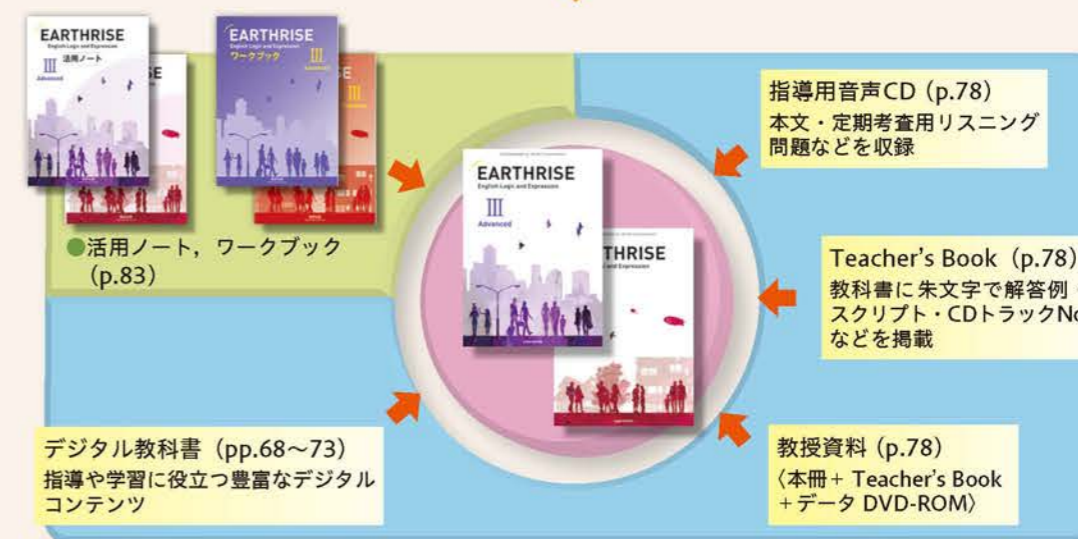 EARTHRISE
English Logic and Expression
III
活用ノート
Advanced
EARTHRISE
English Logic and Expression
ワークブック
III
Advanced
SE
E
III
●活用ノート，ワークブック
(p.83)
EARTHRISE
English Logic and Expression
III
Advanced
THRISE
and Expression
指導用音声CD (p.78)
本文・定期考査用リスニング
問題などを収録
Teacher's Book (p.78)
教科書に朱文字で解答例
スクリプト・CDトラックNo
などを掲載
デジタル教科書 (pp.68～73)
指導や学習に役立つ豊富なデジタル
コンテンツ
教授資料 (p.78)
〈本冊+ Teacher's Book
+データ DVD-ROM〉